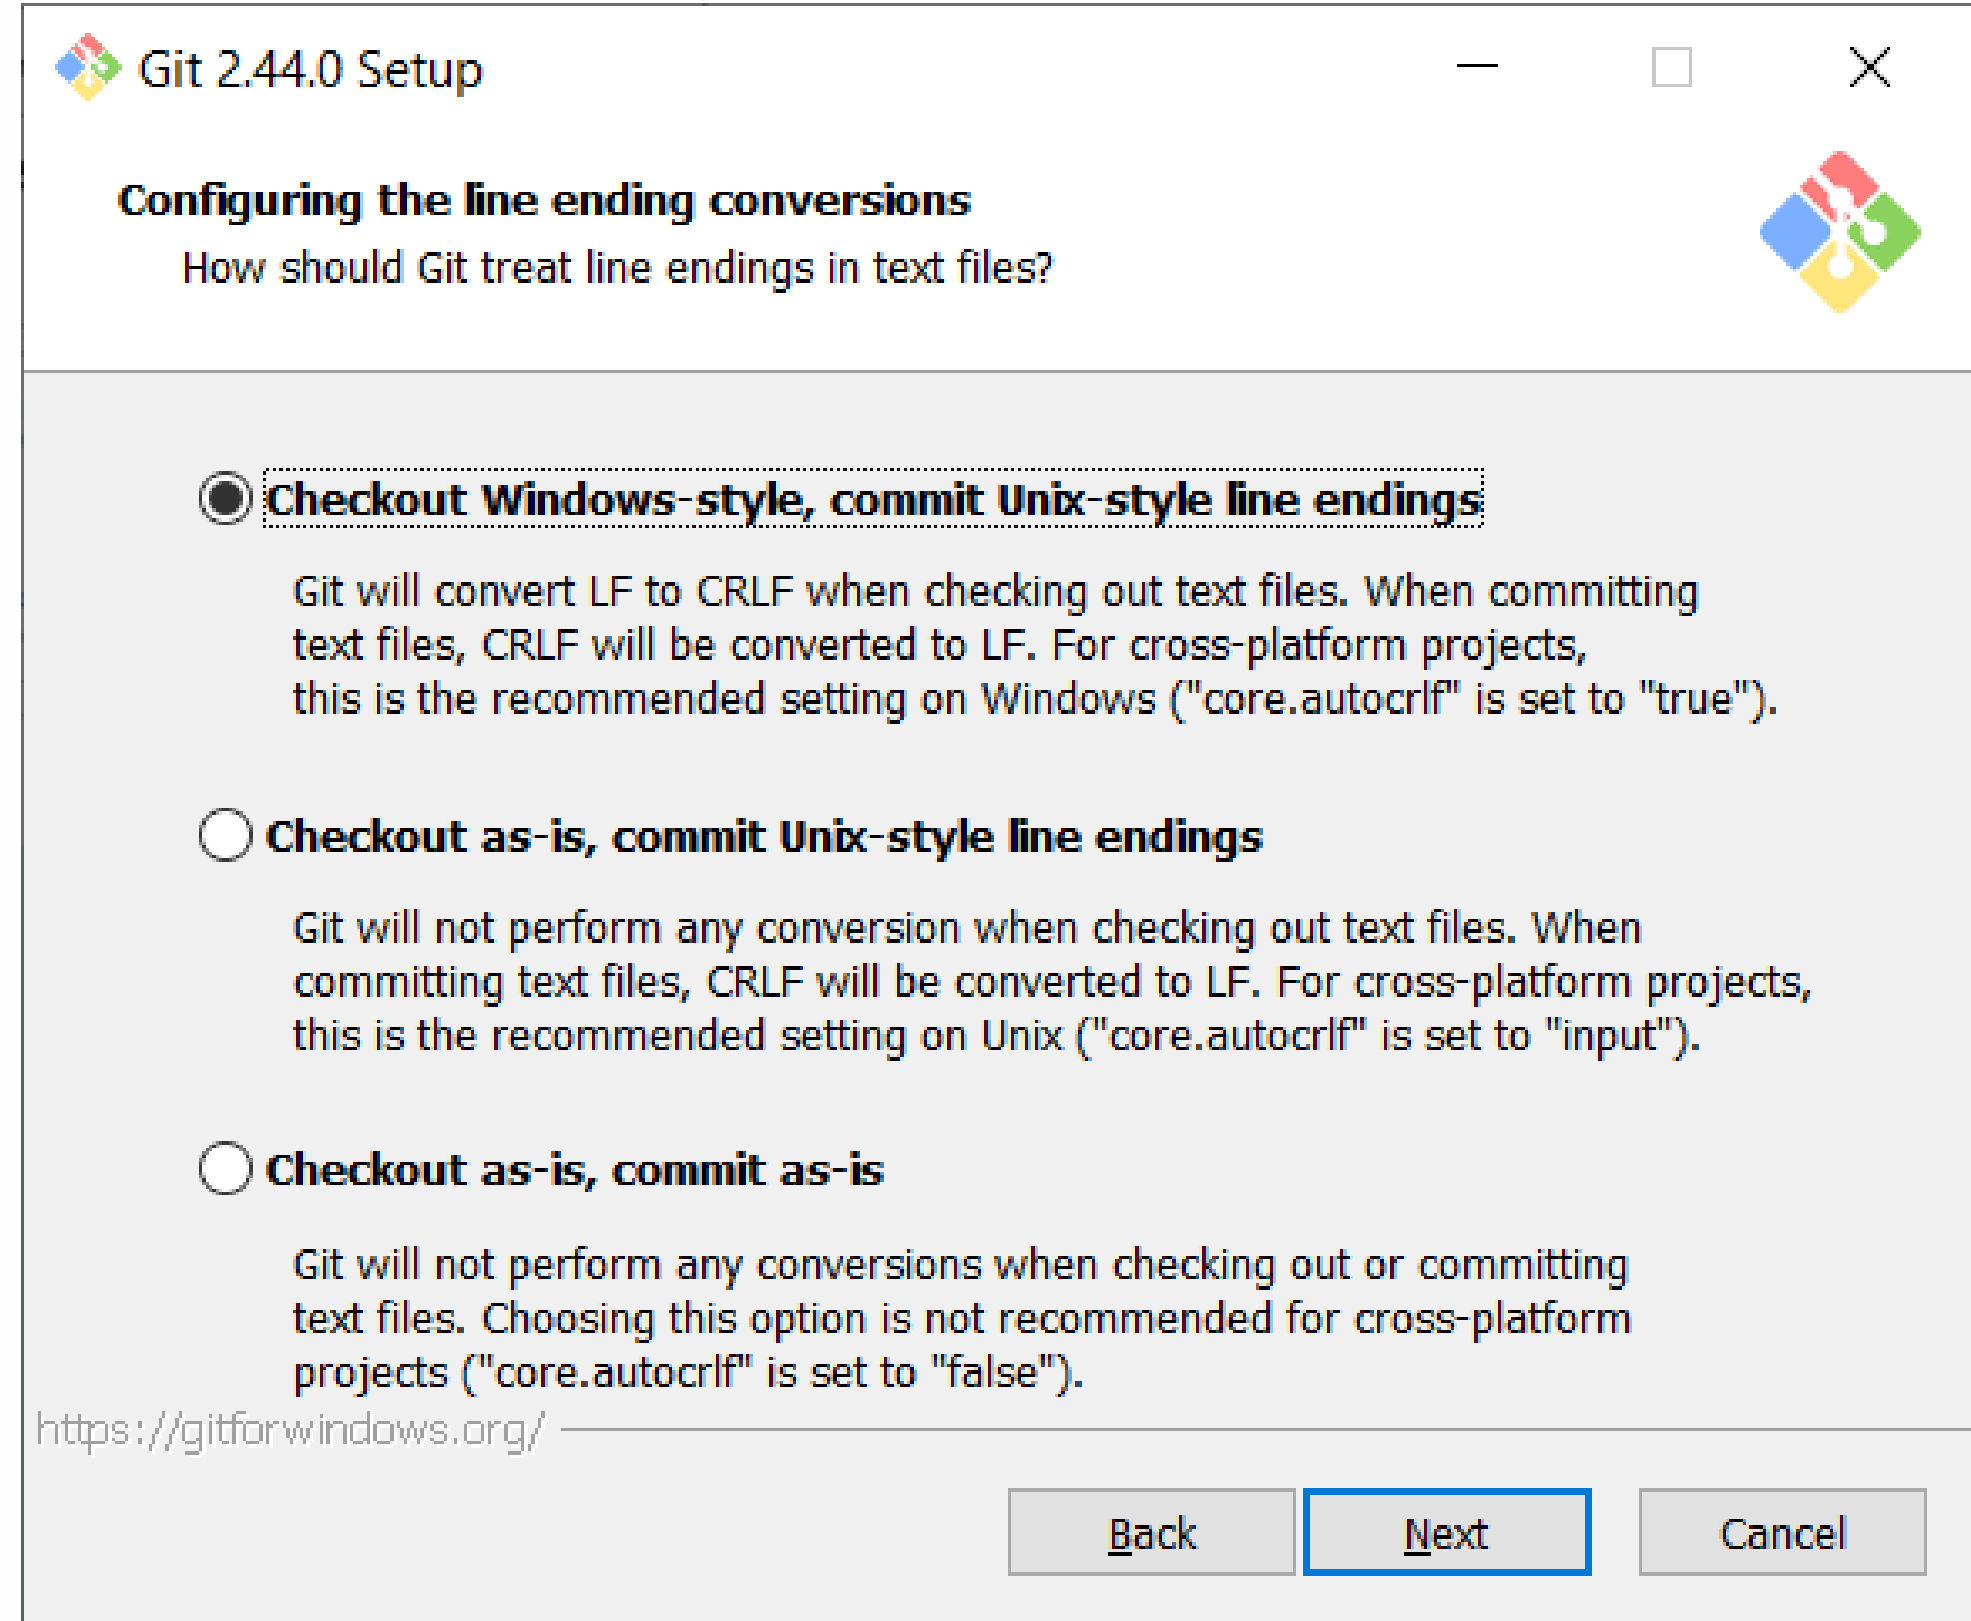 Git 2.44.0 Setup
Configuring the line ending conversions
How should Git treat line endings in text files?
Checkout Windows-style, commit Unix-style line endings
Git will convert LF to CRLF when checking out text files. When committing
text files, CRLF will be converted to LF. For cross-platform projects,
this is the recommended setting on Windows ("core.autocrlf" is set to "true").
Checkout as-is, commit Unix-style line endings
Git will not perform any conversion when checking out text files. When
committing text files, CRLF will be converted to LF. For cross-platform projects,
this is the recommended setting on Unix ("core.autocrlf" is set to "input").
Checkout as-is, commit as-is
Git will not perform any conversions when checking out or committing
text files. Choosing this option is not recommended for cross-platform
projects ("core.autocrlf" is set to "false").
https://gitforwindows.org/
Back Next Cancel